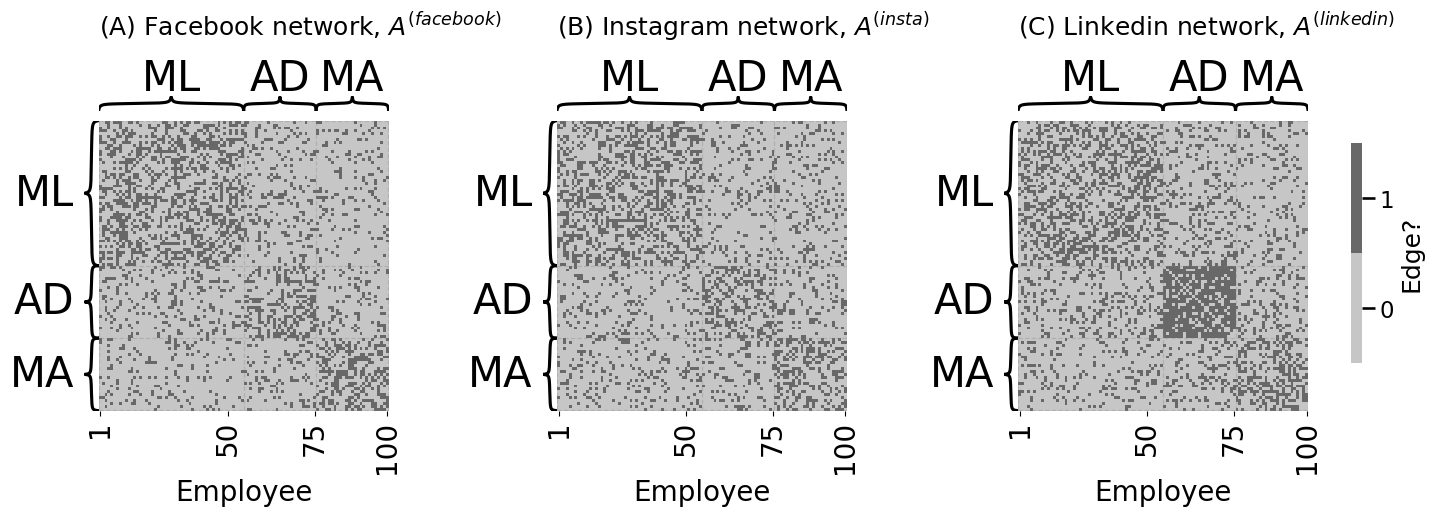 (A) Facebook network, A^(facebook)
ML AD MA
ML
AD
MA
1 50 75 100
Employee
(B) Instagram network, A^(insta)
ML AD MA
ML
AD
MA
1 50 75 100
Employee
(C) Linkedin network, A^(linkedin)
ML AD MA
ML
AD
MA
1 50 75 100
Employee
1
0
Edge?